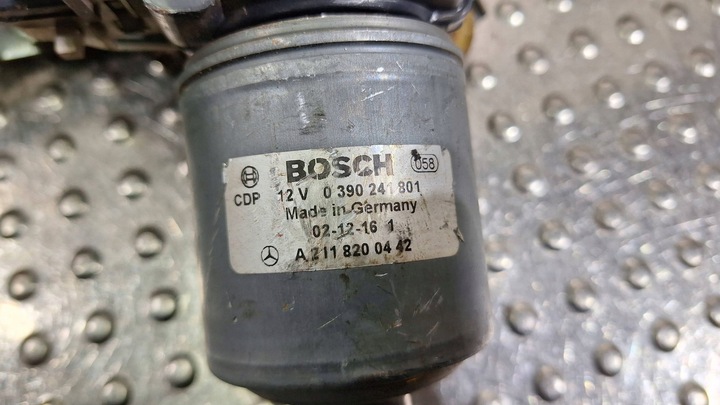 BOSCH 058
CDP 12 V 0 390 241 801
Made in Germany
02-12-16 1
A 211 820 04 42